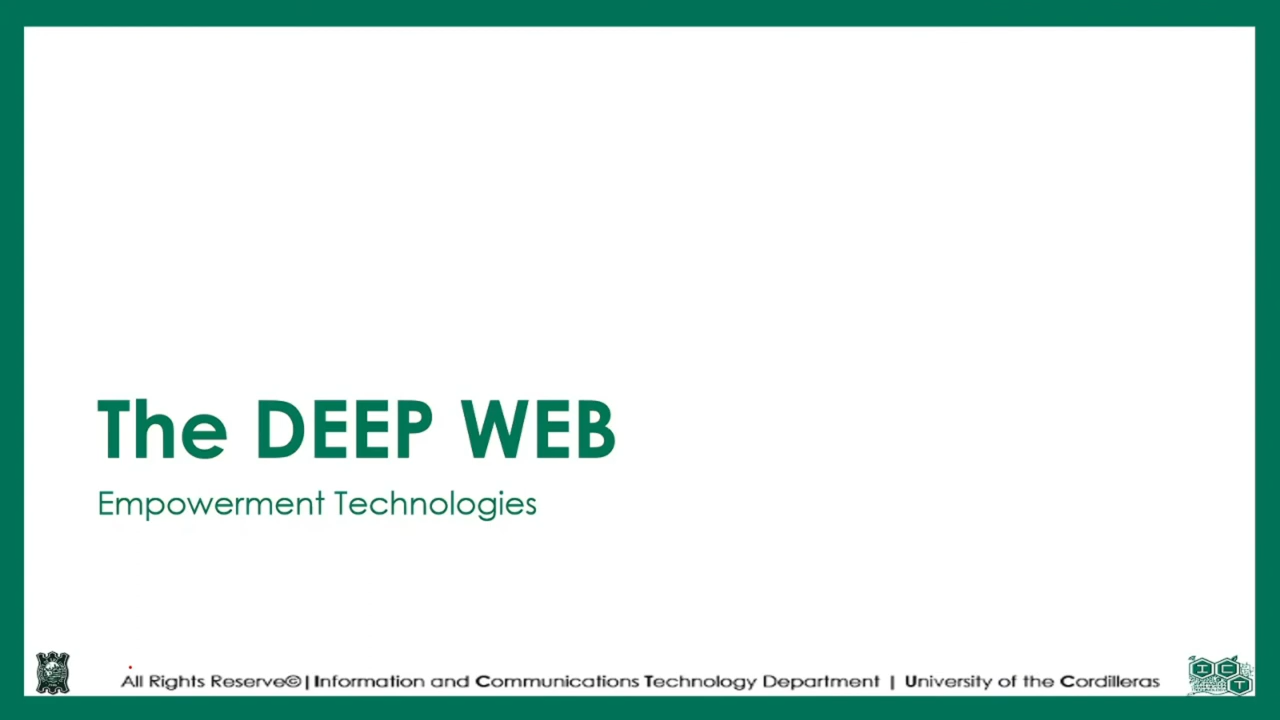 The DEEP WEB
Empowerment Technologies
All Rights Reserve©|Information and Communications Technology Department | University of the Cordilleras
I C
T